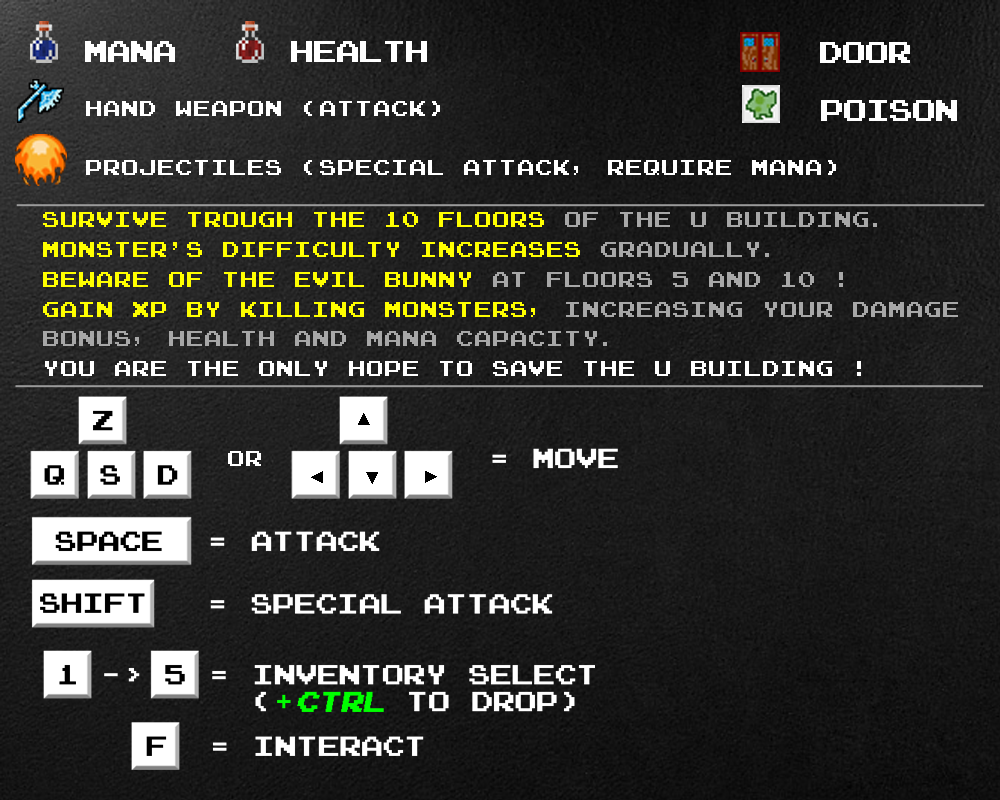 MANA HEALTH DOOR
HAND WEAPON (ATTACK) POISON
PROJECTILES (SPECIAL ATTACK, REQUIRE MANA)
SURVIVE TROUGH THE 10 FLOORS OF THE U BUILDING.
MONSTER'S DIFFICULTY INCREASES GRADUALLY.
BEWARE OF THE EVIL BUNNY AT FLOORS 5 AND 10 !
GAIN XP BY KILLING MONSTERS, INCREASING YOUR DAMAGE
BONUS, HEALTH AND MANA CAPACITY.
YOU ARE THE ONLY HOPE TO SAVE THE U BUILDING !
Z ▲
Q S D OR ◄ ▼ ► = MOVE
SPACE = ATTACK
SHIFT = SPECIAL ATTACK
1 -> 5 = INVENTORY SELECT
(+CTRL TO DROP)
F = INTERACT